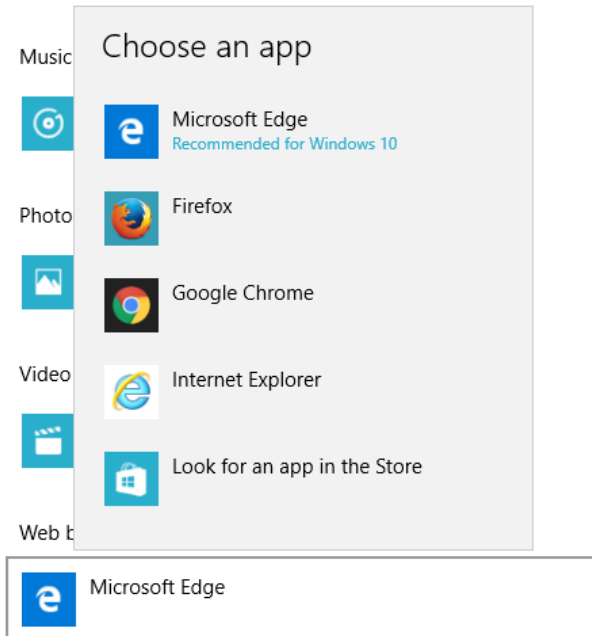 Choose an app
Music
Microsoft Edge
Recommended for Windows 10
Photo
Firefox
Google Chrome
Video
Internet Explorer
Look for an app in the Store
Web b
Microsoft Edge